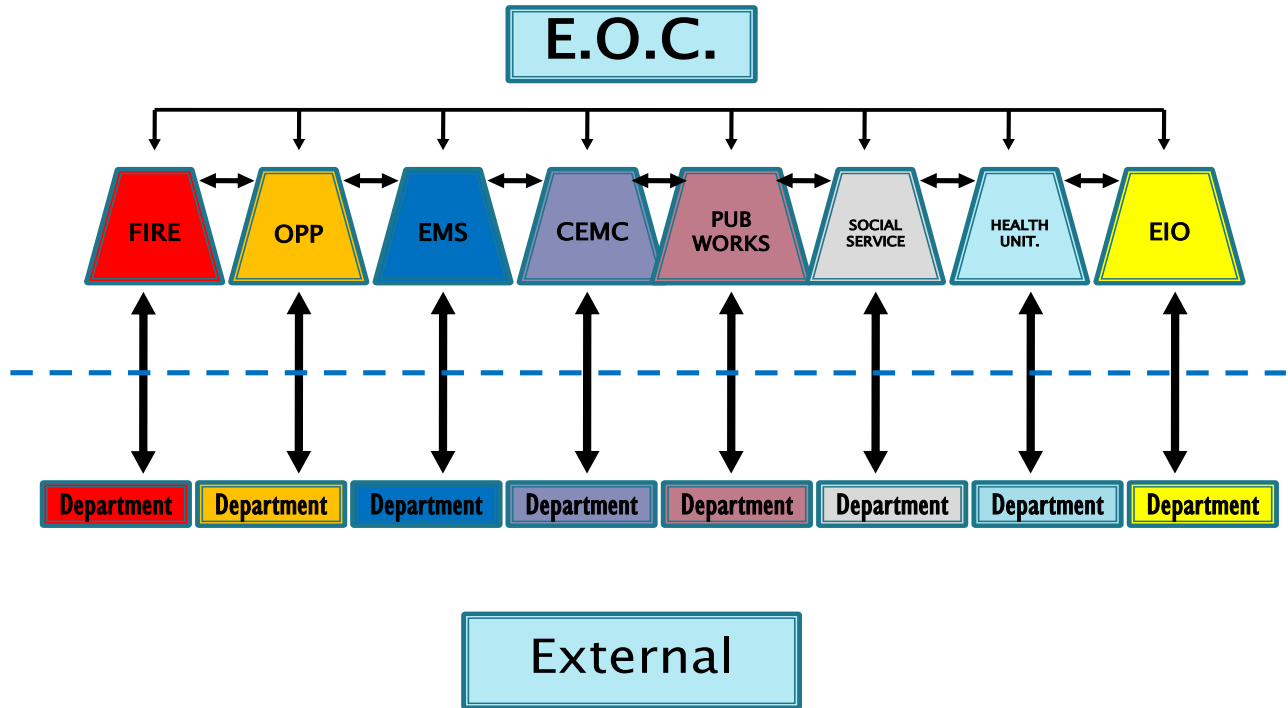 E.O.C.
FIRE
OPP
EMS
CEMC
PUB
WORKS
SOCIAL
SERVICE
HEALTH
UNIT.
EIO
Department
Department
Department
Department
Department
Department
Department
Department
External